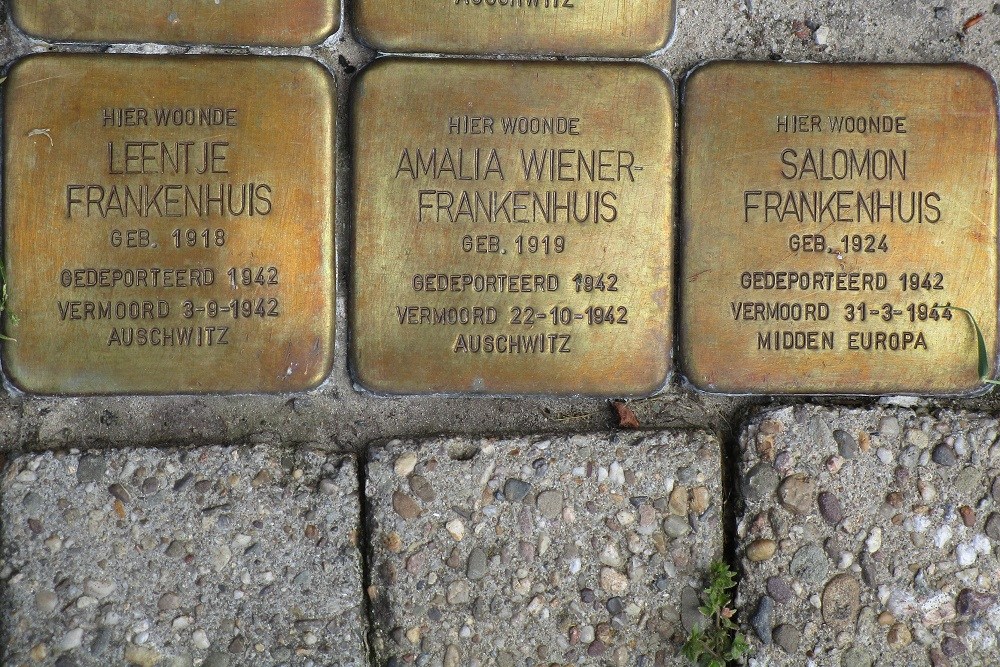 AUSCHWITZ
HIER WOONDE
LEENTJE
FRANKENHUIS
GEB. 1918
GEDEPORTEERD 1942
VERMOORD 3-9-1942
AUSCHWITZ
HIER WOONDE
AMALIA WIENER-
FRANKENHUIS
GEB. 1919
GEDEPORTEERD 1942
VERMOORD 22-10-1942
AUSCHWITZ
HIER WOONDE
SALOMON
FRANKENHUIS
GEB. 1924
GEDEPORTEERD 1942
VERMOORD 31-3-1944
MIDDEN EUROPA